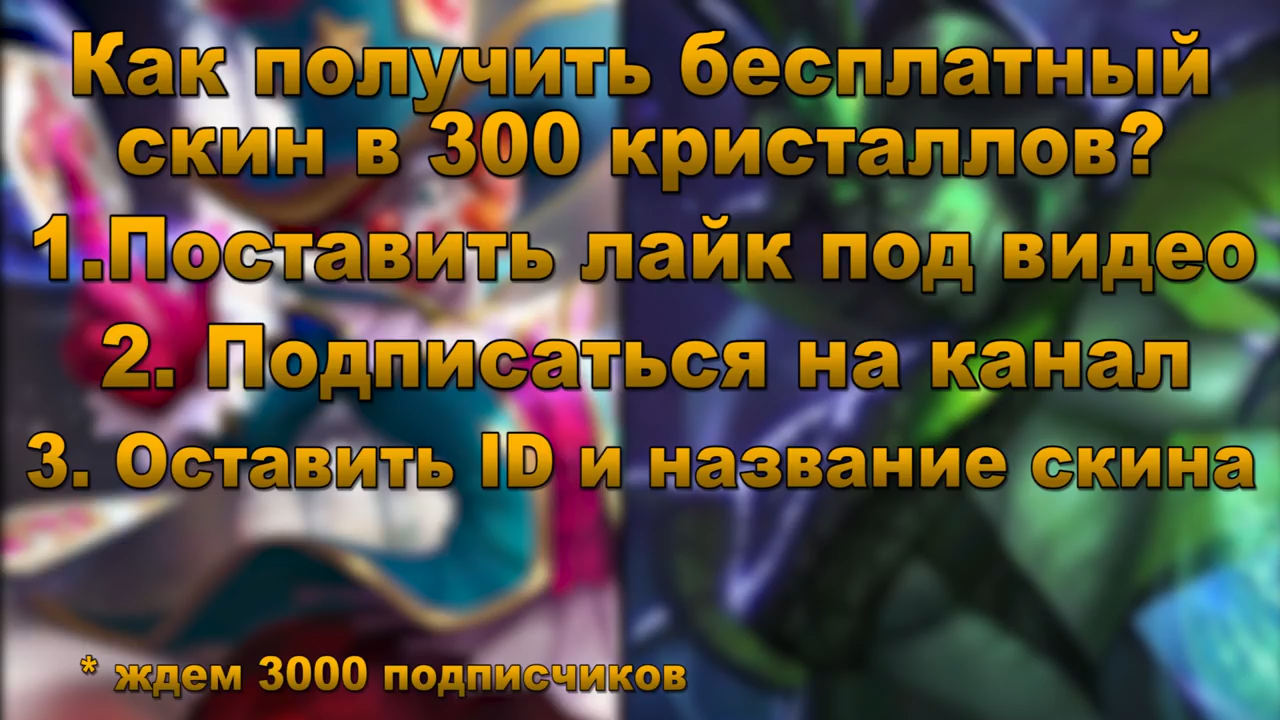 Как получить бесплатный
скин в 300 кристаллов?
1.Поставить лайк под видео
2. Подписаться на канал
3. Оставить ID и название скина
* ждем 3000 подписчиков